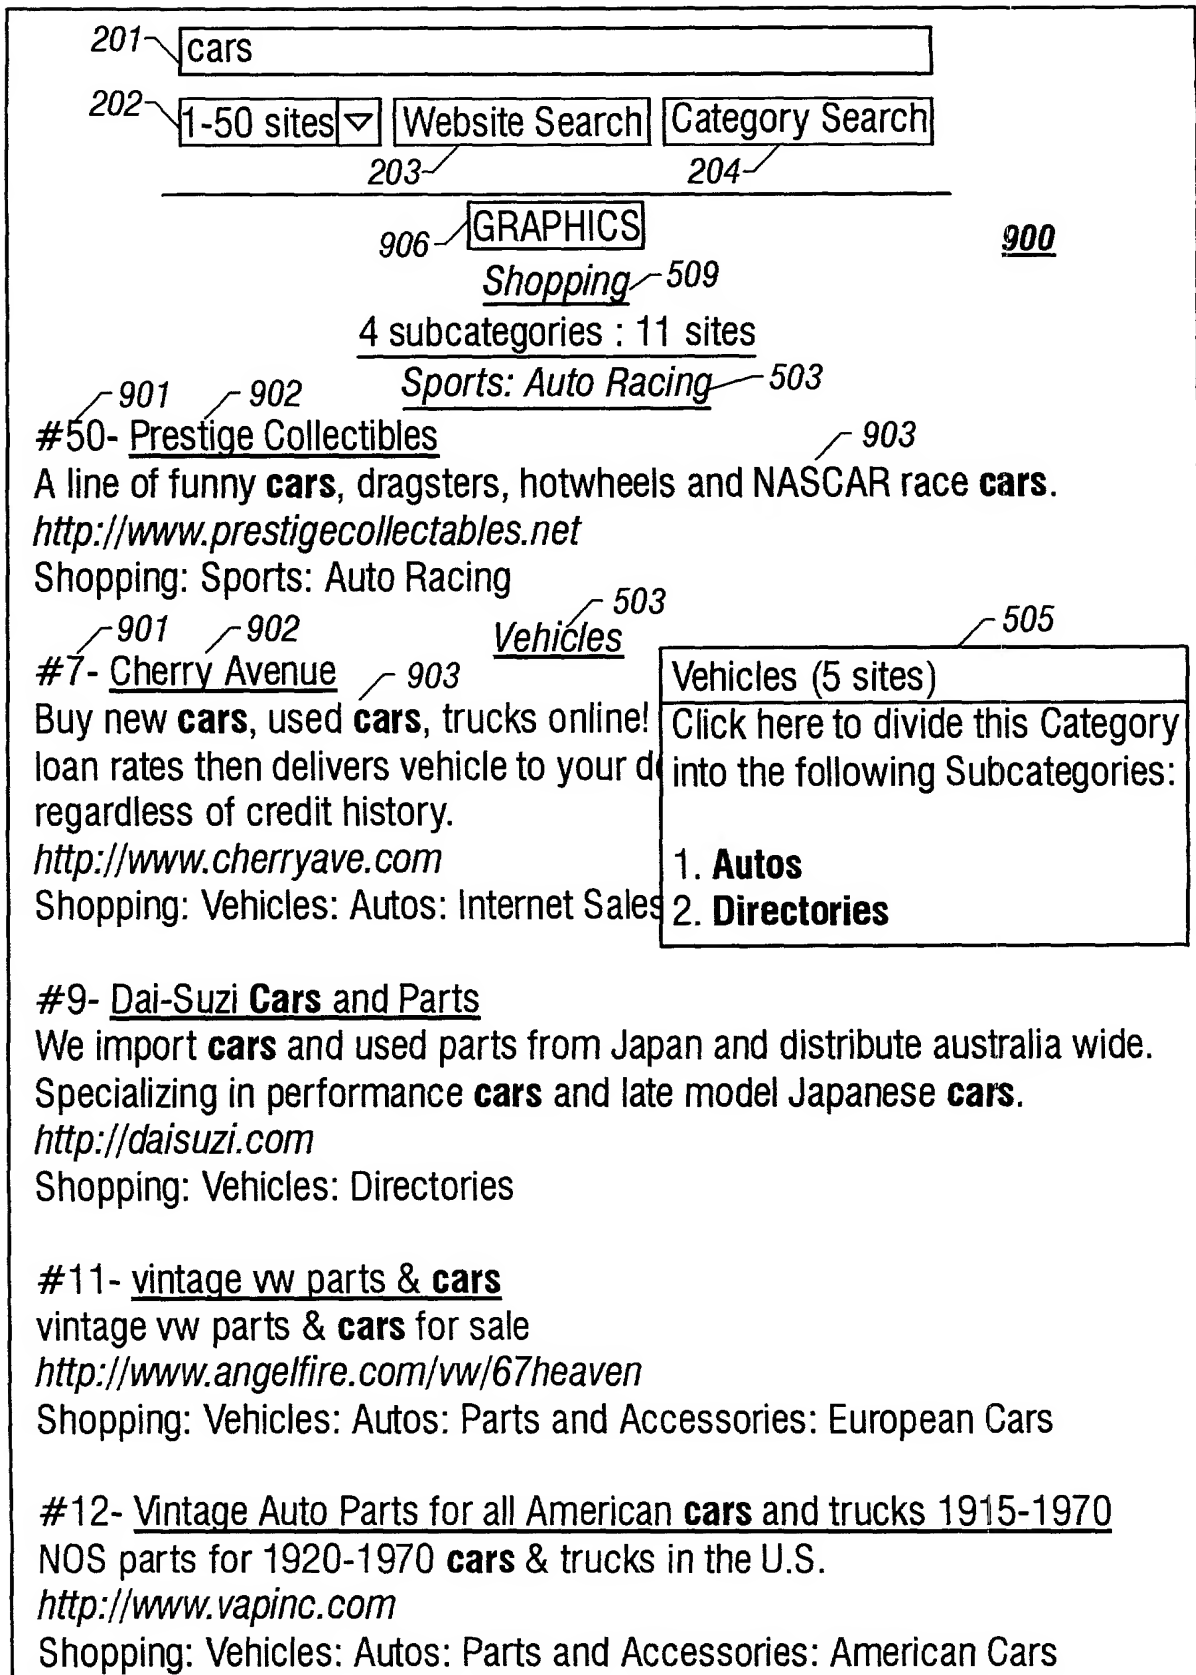 201 cars
202 1-50 sites Website Search Category Search
203 204
906 GRAPHICS 900
Shopping 509
4 subcategories : 11 sites
Sports: Auto Racing 503
901 902
#50- Prestige Collectibles 903
A line of funny cars, dragsters, hotwheels and NASCAR race cars.
http://www.prestigecollectables.net
Shopping: Sports: Auto Racing
901 902 Vehicles 503 505
#7- Cherry Avenue 903
Buy new cars, used cars, trucks online!
loan rates then delivers vehicle to your d
regardless of credit history.
http://www.cherryave.com
Shopping: Vehicles: Autos: Internet Sales
Vehicles (5 sites)
Click here to divide this Category
into the following Subcategories:
1. Autos
2. Directories
#9- Dai-Suzi Cars and Parts
We import cars and used parts from Japan and distribute australia wide.
Specializing in performance cars and late model Japanese cars.
http://daisuzi.com
Shopping: Vehicles: Directories
#11- vintage vw parts & cars
vintage vw parts & cars for sale
http://www.angelfire.com/vw/67heaven
Shopping: Vehicles: Autos: Parts and Accessories: European Cars
#12- Vintage Auto Parts for all American cars and trucks 1915-1970
NOS parts for 1920-1970 cars & trucks in the U.S.
http://www.vapinc.com
Shopping: Vehicles: Autos: Parts and Accessories: American Cars